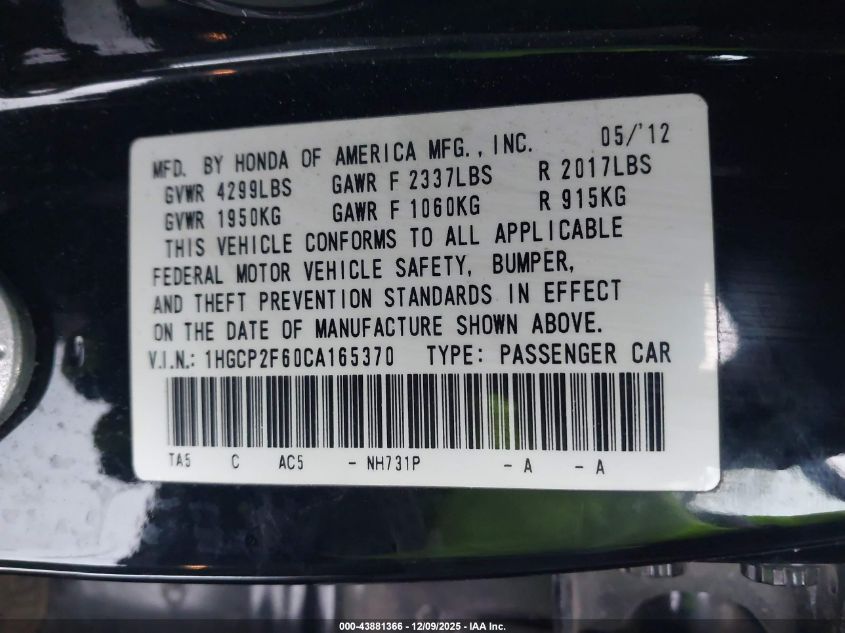 MFD. BY HONDA OF AMERICA MFG., INC. 05/'12
GVWR 4299LBS GAWR F 2337LBS R 2017LBS
GVWR 1950KG GAWR F 1060KG R 915KG
THIS VEHICLE CONFORMS TO ALL APPLICABLE
FEDERAL MOTOR VEHICLE SAFETY, BUMPER,
AND THEFT PREVENTION STANDARDS IN EFFECT
ON THE DATE OF MANUFACTURE SHOWN ABOVE.
V.I.N.: 1HGCP2F60CA165370 TYPE: PASSENGER CAR
TA5 C AC5 - NH731P - A - A
000-43881366 - 12/09/2025 - IAA Inc.